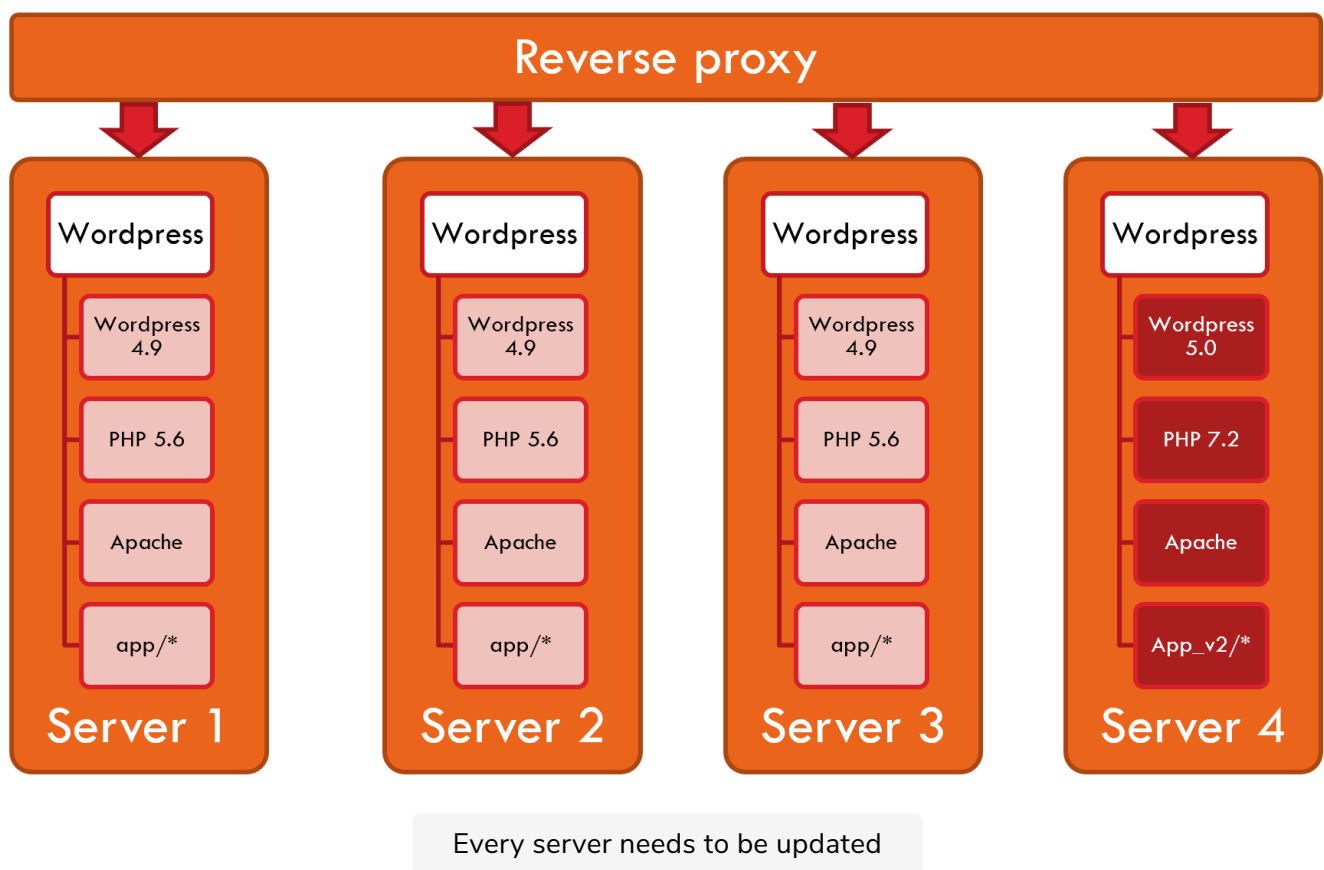 Reverse proxy
Wordpress
Wordpress
4.9
PHP 5.6
Apache
app/*
Server 1
Wordpress
Wordpress
4.9
PHP 5.6
Apache
app/*
Server 2
Wordpress
Wordpress
4.9
PHP 5.6
Apache
app/*
Server 3
Wordpress
Wordpress
5.0
PHP 7.2
Apache
App_v2/*
Server 4
Every server needs to be updated